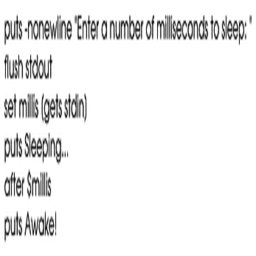 puts -nonewline "Enter a number of milliseconds to sleep: "
flush stdout
set millis (gets stdin)
puts Sleeping...
after $millis
puts Awake!